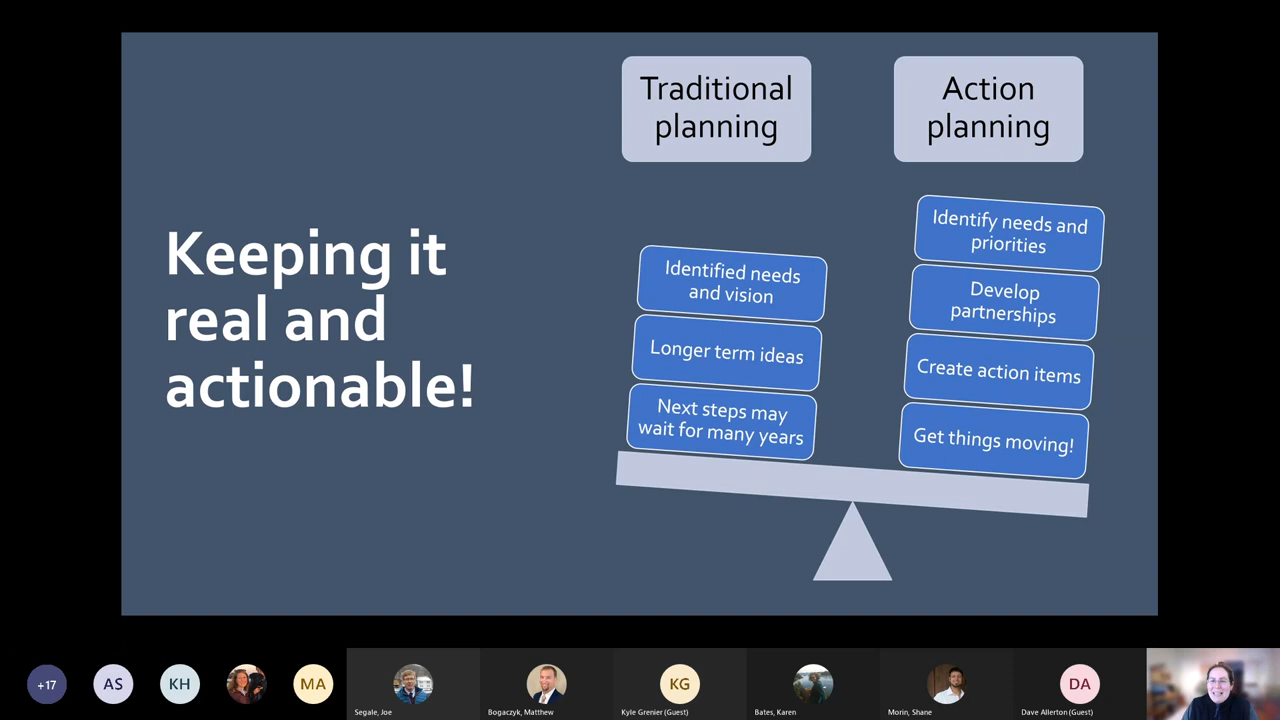 Keeping it
real and
actionable!
Traditional
planning
Identified needs
and vision
Longer term ideas
Next steps may
wait for many years
Action
planning
Identify needs and
priorities
Develop
partnerships
Create action items
Get things moving!
+17
AS
KH
MA
Segale, Joe
Bogaczyk, Matthew
KG
Kyle Grenier (Guest)
Bates, Karen
Morin, Shane
DA
Dave Allerton (Guest)